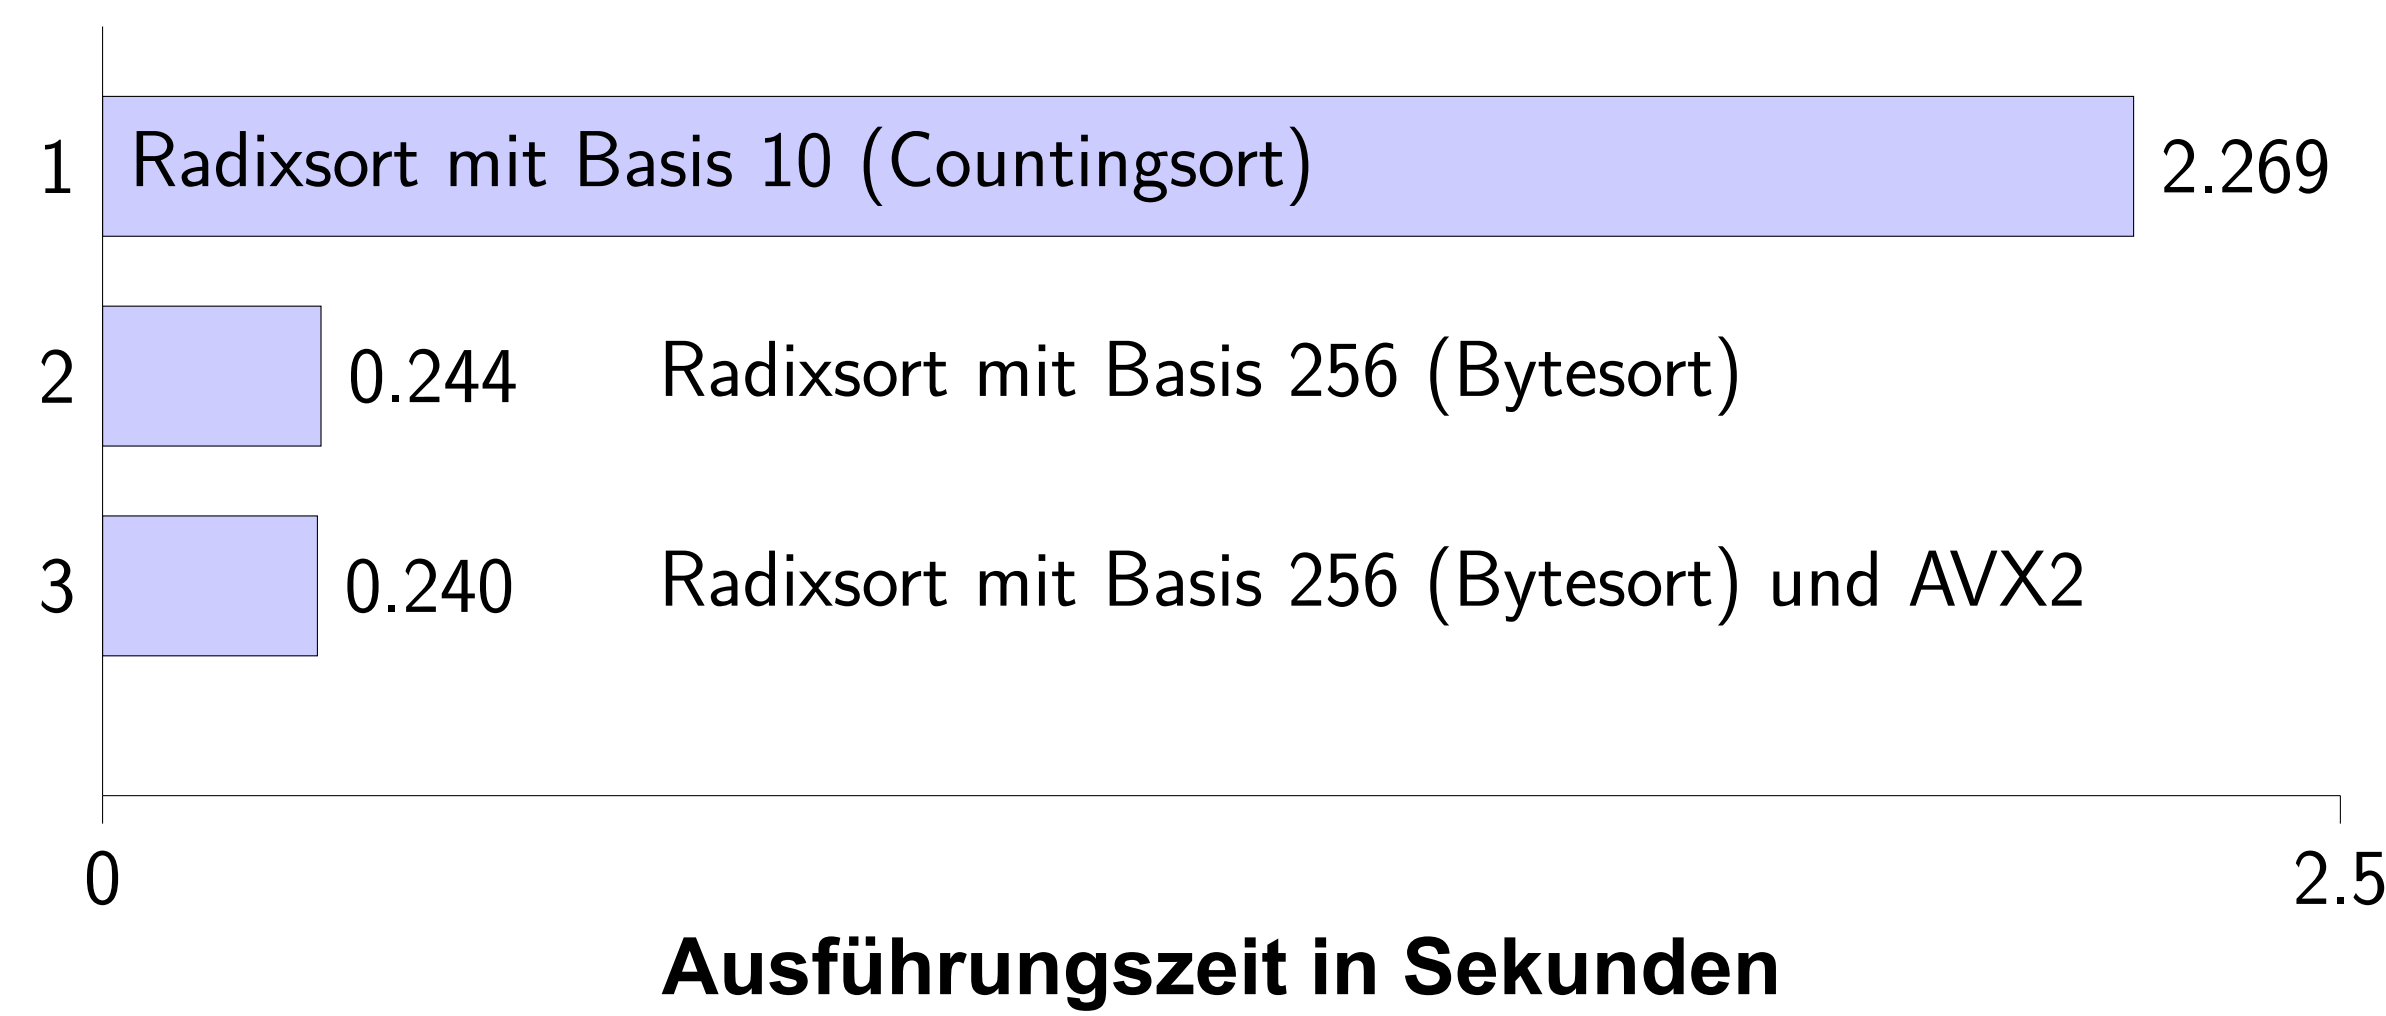 1 Radixsort mit Basis 10 (Countingsort) 2.269
2 0.244 Radixsort mit Basis 256 (Bytesort)
3 0.240 Radixsort mit Basis 256 (Bytesort) und AVX2
0 2.5
Ausführungszeit in Sekunden